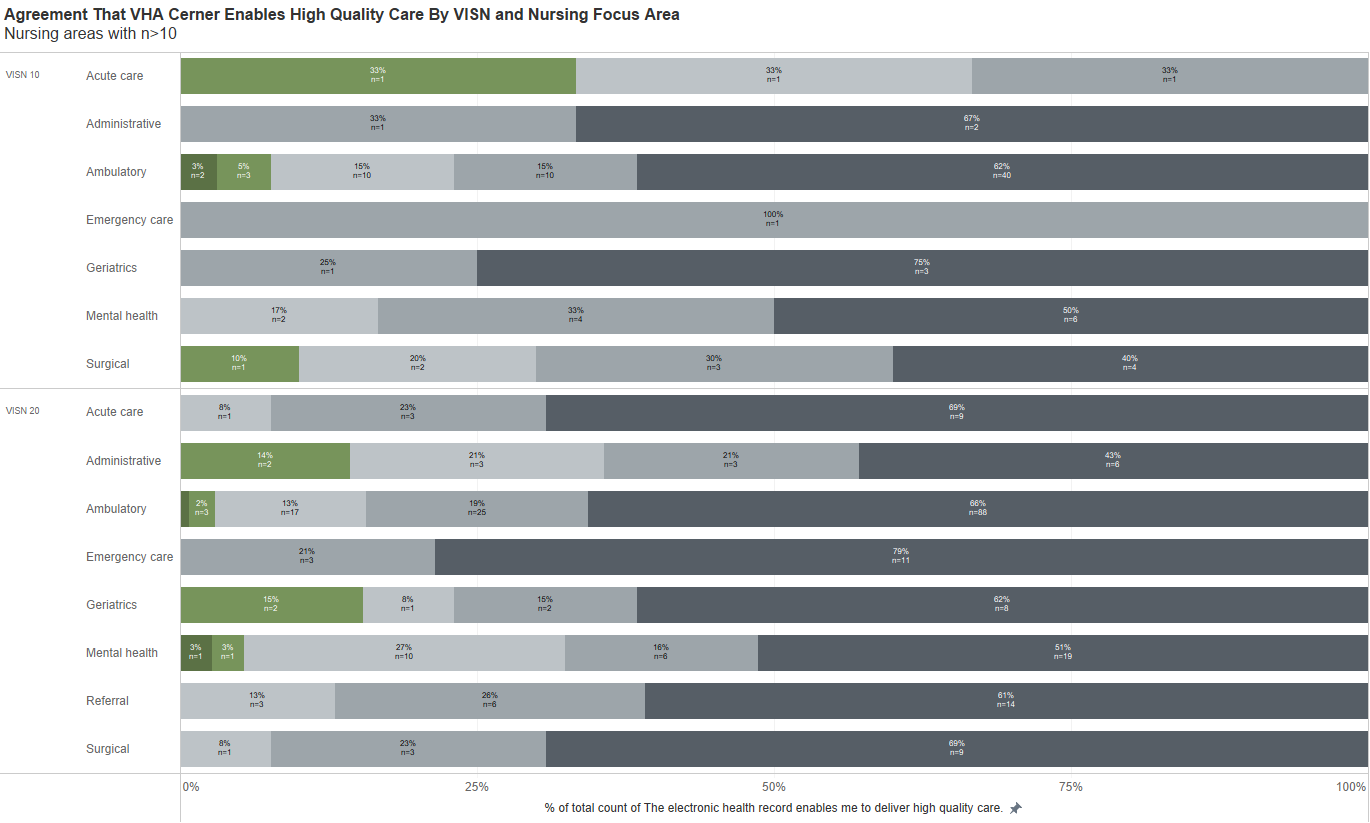 Agreement That VHA Cerner Enables High Quality Care By VISN and Nursing Focus Area
Nursing areas with n>10
VISN 10
Acute care
33%
n=1
33%
n=1
33%
n=1
Administrative
33%
n=1
67%
n=2
Ambulatory
3%
n=2
5%
n=3
15%
n=10
15%
n=10
62%
n=40
Emergency care
100%
n=1
Geriatrics
25%
n=1
75%
n=3
Mental health
17%
n=2
33%
n=4
50%
n=6
Surgical
10%
n=1
20%
n=2
30%
n=3
40%
n=4
VISN 20
Acute care
8%
n=1
23%
n=3
69%
n=9
Administrative
14%
n=2
21%
n=3
21%
n=3
43%
n=6
Ambulatory
2%
n=3
13%
n=17
19%
n=25
66%
n=88
Emergency care
21%
n=3
79%
n=11
Geriatrics
15%
n=2
8%
n=1
15%
n=2
62%
n=8
Mental health
3%
n=1
3%
n=1
27%
n=10
16%
n=6
51%
n=19
Referral
13%
n=3
26%
n=6
61%
n=14
Surgical
8%
n=1
23%
n=3
69%
n=9
0%
25%
50%
75%
100%
% of total count of The electronic health record enables me to deliver high quality care.